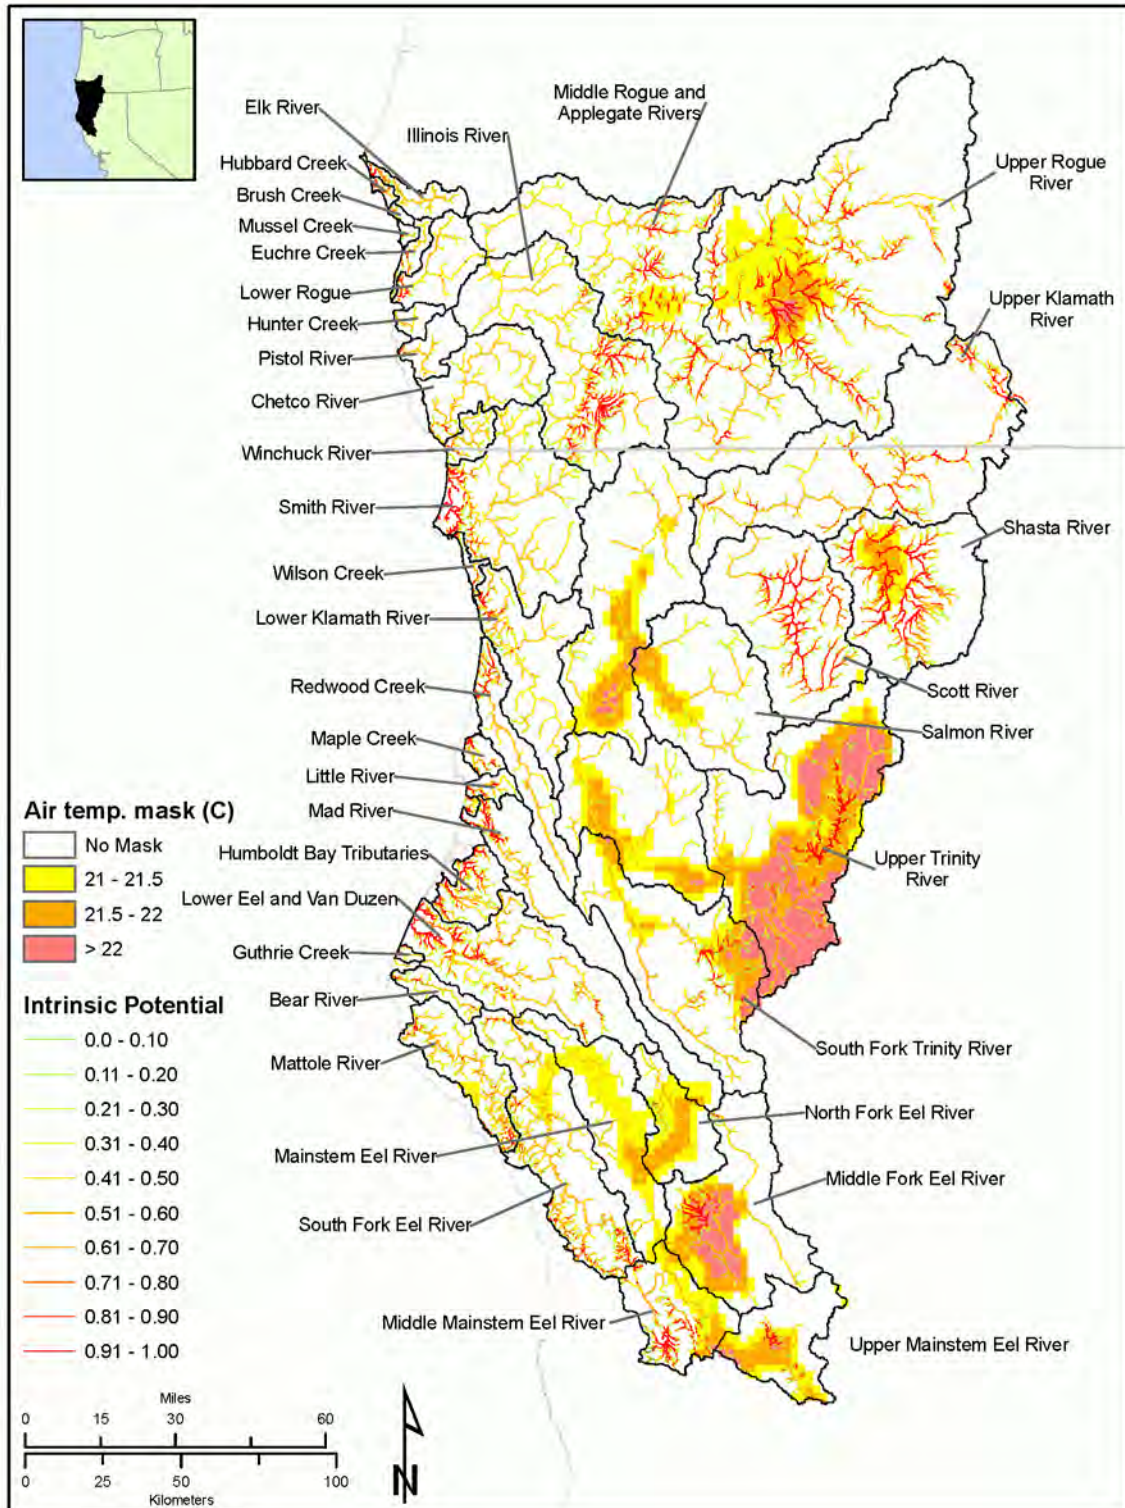 Elk River
Illinois River
Middle Rogue and
Applegate Rivers
Hubbard Creek
Upper Rogue
River
Brush Creek
Mussel Creek
Euchre Creek
Lower Rogue
Upper Klamath
River
Hunter Creek
Pistol River
Chetco River
Winchuck River
Smith River
Shasta River
Wilson Creek
Lower Klamath River
Redwood Creek
Scott River
Salmon River
Maple Creek
Little River
Mad River
Humboldt Bay Tributaries
Upper Trinity
River
Lower Eel and Van Duzen
Guthrie Creek
Bear River
South Fork Trinity River
Mattole River
North Fork Eel River
Mainstem Eel River
Middle Fork Eel River
South Fork Eel River
Middle Mainstem Eel River
Upper Mainstem Eel River
Air temp. mask (C)
No Mask
21 - 21.5
21.5 - 22
> 22
Intrinsic Potential
0.0 - 0.10
0.11 - 0.20
0.21 - 0.30
0.31 - 0.40
0.41 - 0.50
0.51 - 0.60
0.61 - 0.70
0.71 - 0.80
0.81 - 0.90
0.91 - 1.00
Miles
0 15 30 60
0 25 50 100
Kilometers
N